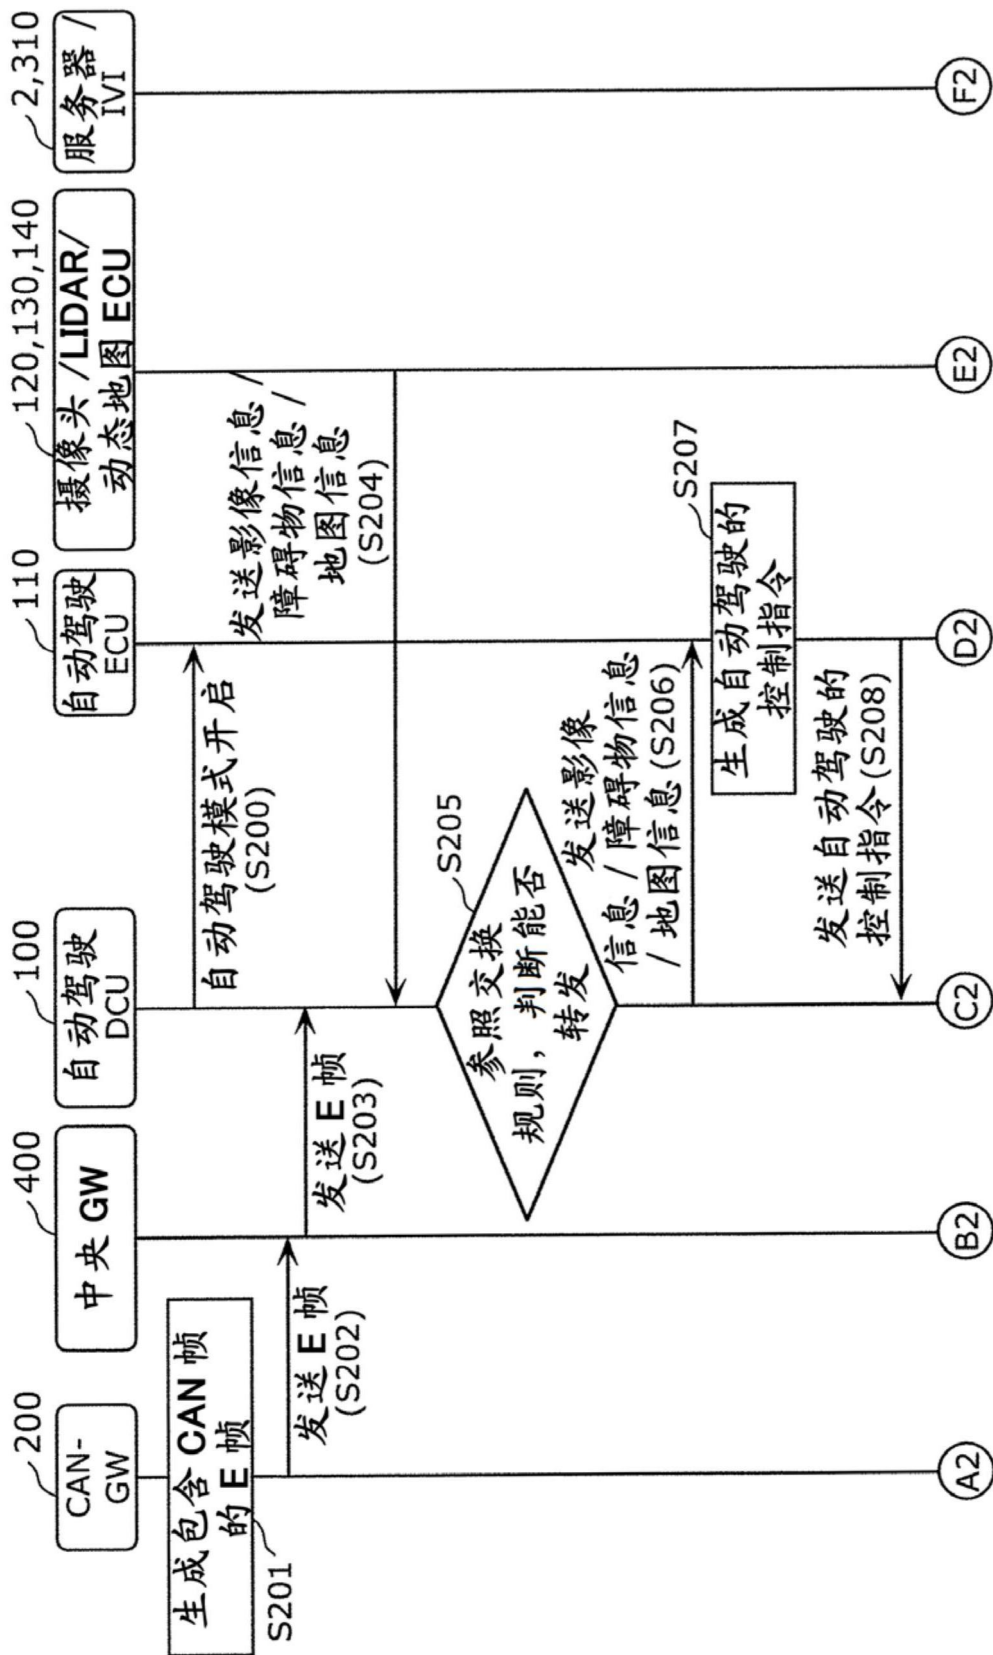 200
CAN-
GW
400
中央 GW
100
自动驾驶
DCU
110
自动驾驶
ECU
120,130,140
摄像头 /LIDAR/
动态地图 ECU
2,310
服务器 /
IVI
自动驾驶模式开启
(S200)
生成包含 CAN 帧
的 E 帧
S201
发送 E 帧
(S202)
发送 E 帧
(S203)
发送影像信息 /
障碍物信息 /
地图信息
(S204)
S205
参照交换
规则，判断能否
转发
发送影像
信息 / 障碍物信息
/ 地图信息(S206)
S207
生成自动驾驶的
控制指令
发送自动驾驶的
控制指令(S208)
A2
B2
C2
D2
E2
F2